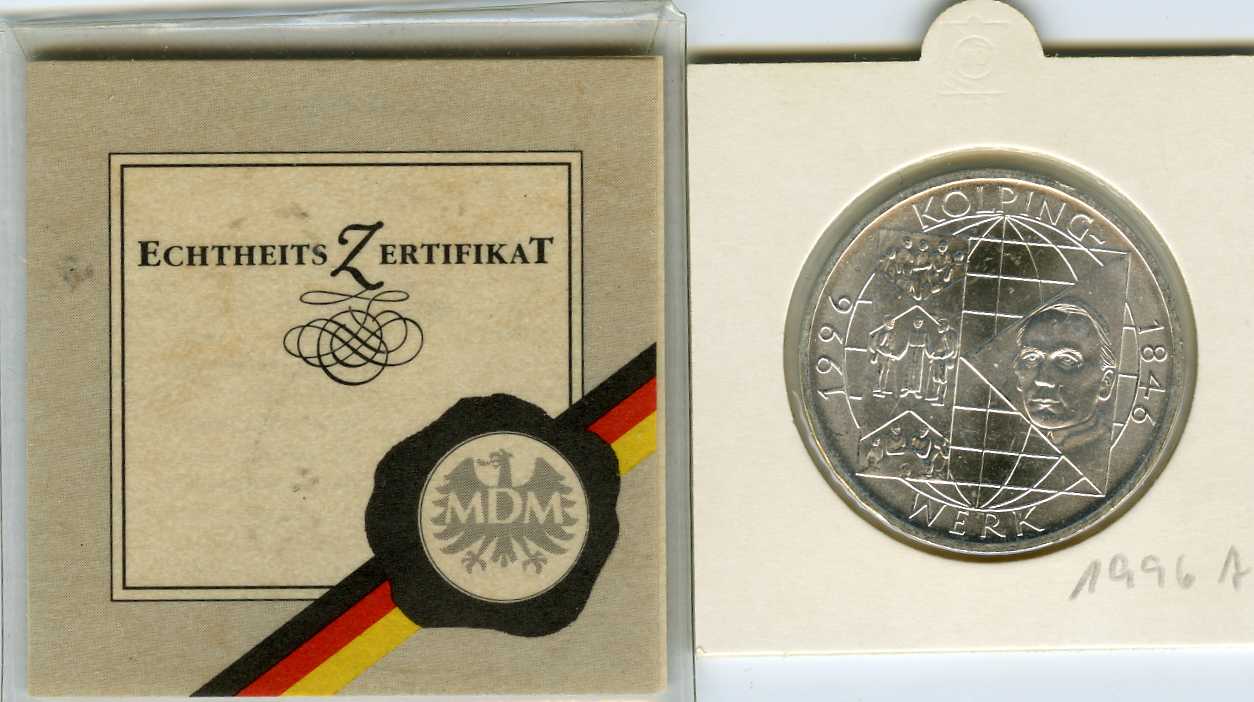 ECHTHEITS ZERTIFIKAT
MDM
KOLPING-
1996
1846
WERK
1996 A